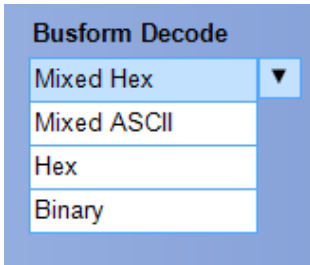 Busform Decode
Mixed Hex ▼
Mixed ASCII
Hex
Binary